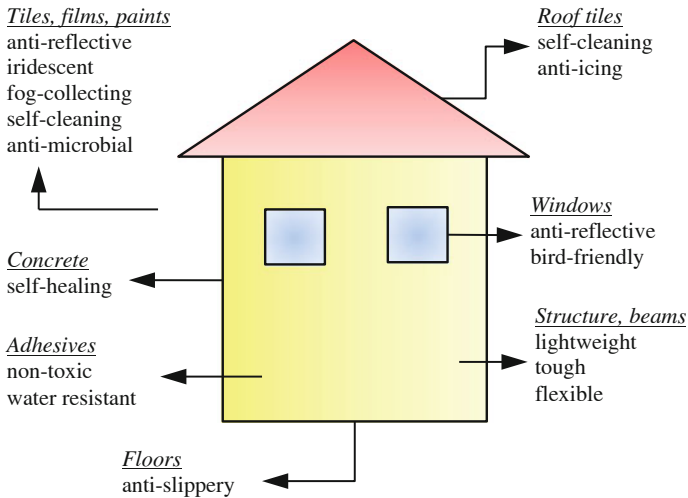 Tiles, films, paints
anti-reflective
iridescent
fog-collecting
self-cleaning
anti-microbial
Roof tiles
self-cleaning
anti-icing
Windows
anti-reflective
bird-friendly
Concrete
self-healing
Structure, beams
lightweight
tough
flexible
Adhesives
non-toxic
water resistant
Floors
anti-slippery